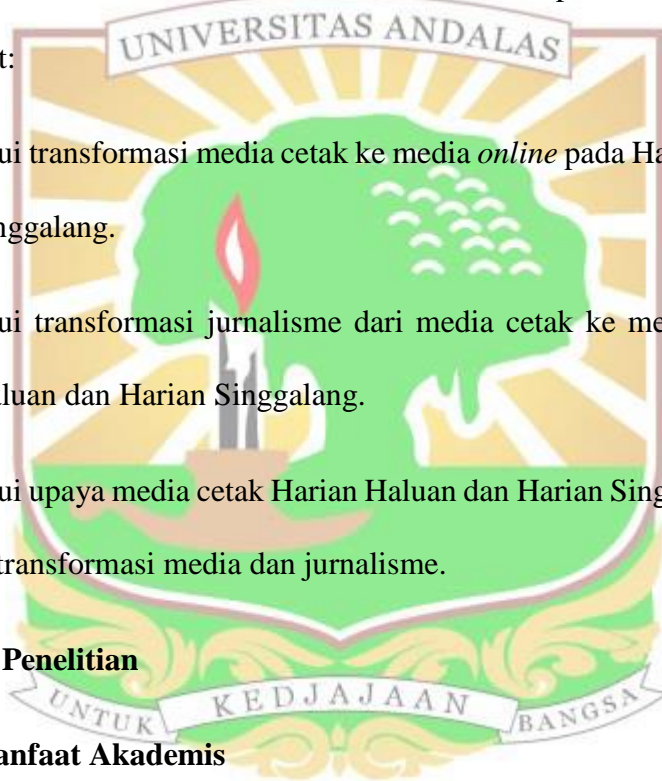 UNIVERSITAS ANDALAS
t:
ui transformasi media cetak ke media online pada Ha
nggalang.
ui transformasi jurnalisme dari media cetak ke me
luan dan Harian Singgalang.
ui upaya media cetak Harian Haluan dan Harian Sing
transformasi media dan jurnalisme.
Penelitian
UNTUK KEDJAJAAN BANGSA
anfaat Akademis